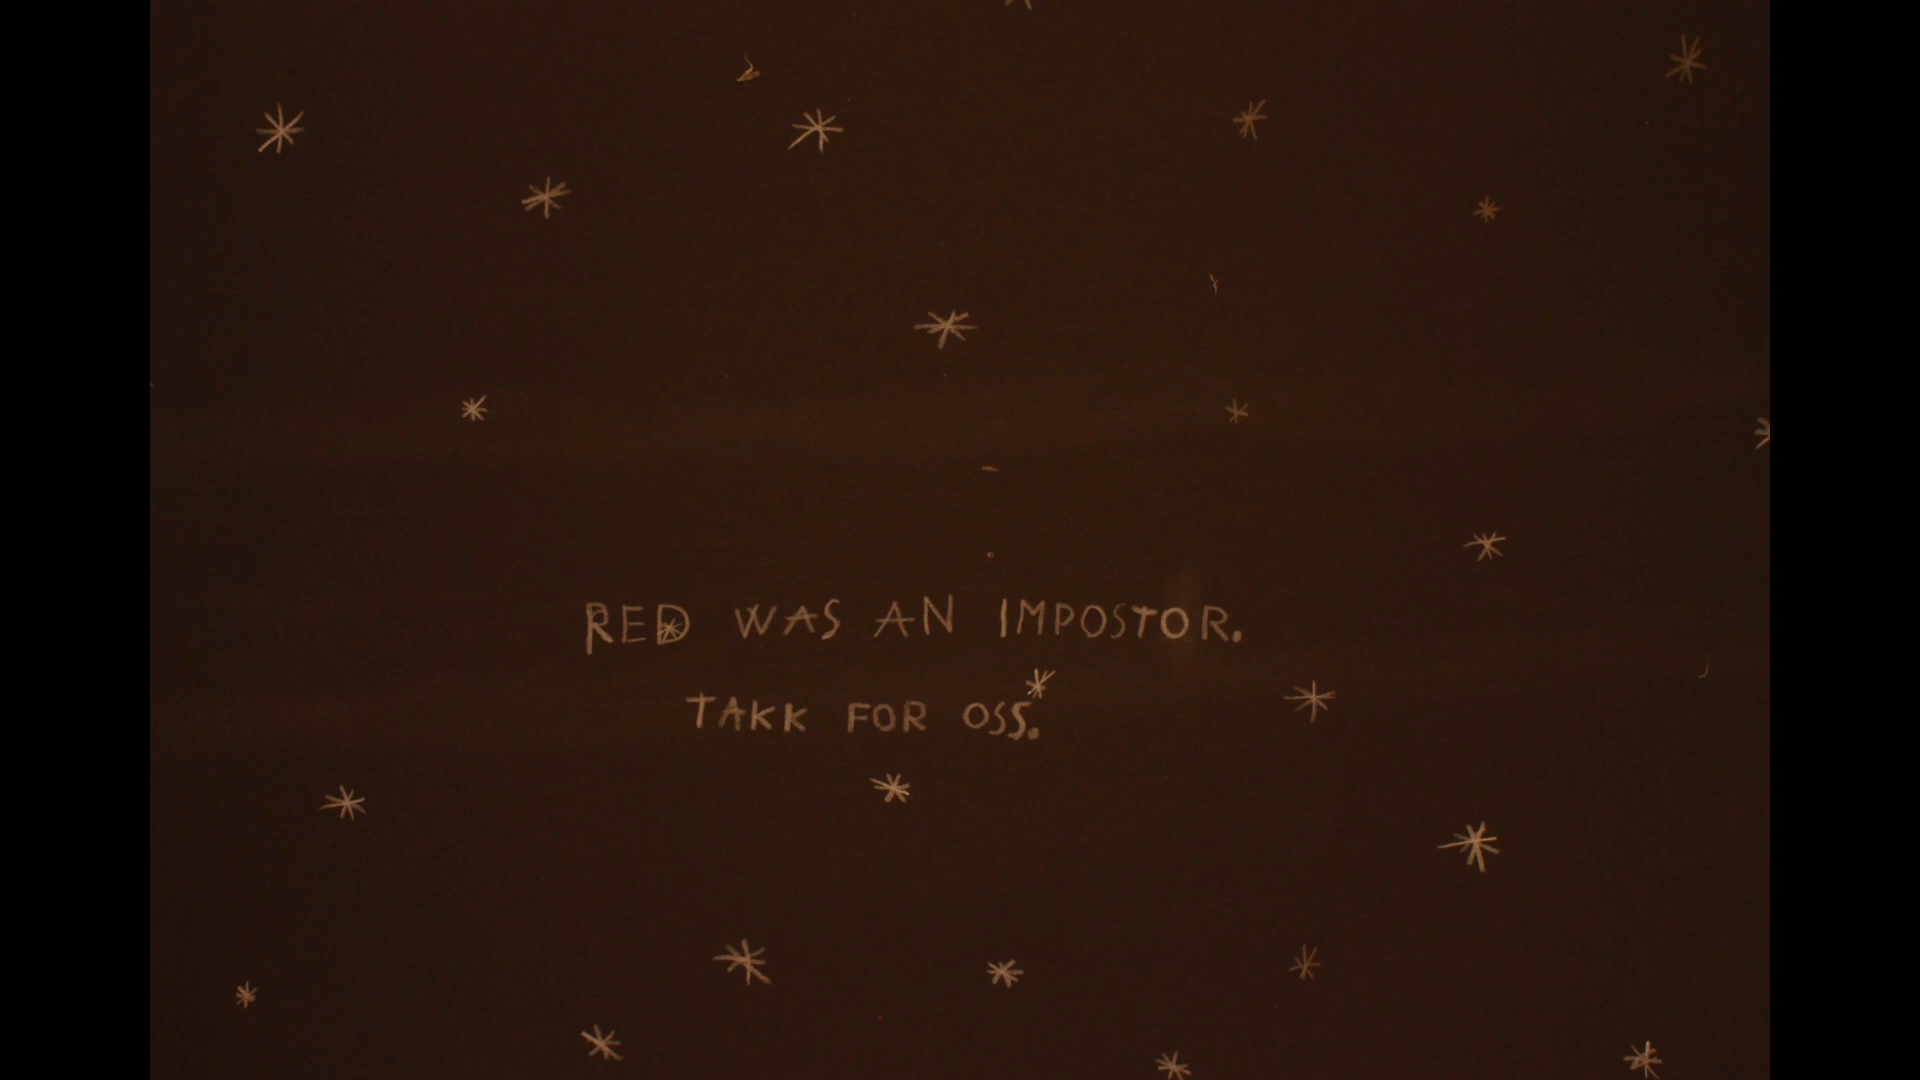 RED WAS AN IMPOSTOR.
TAKK FOR OSS.